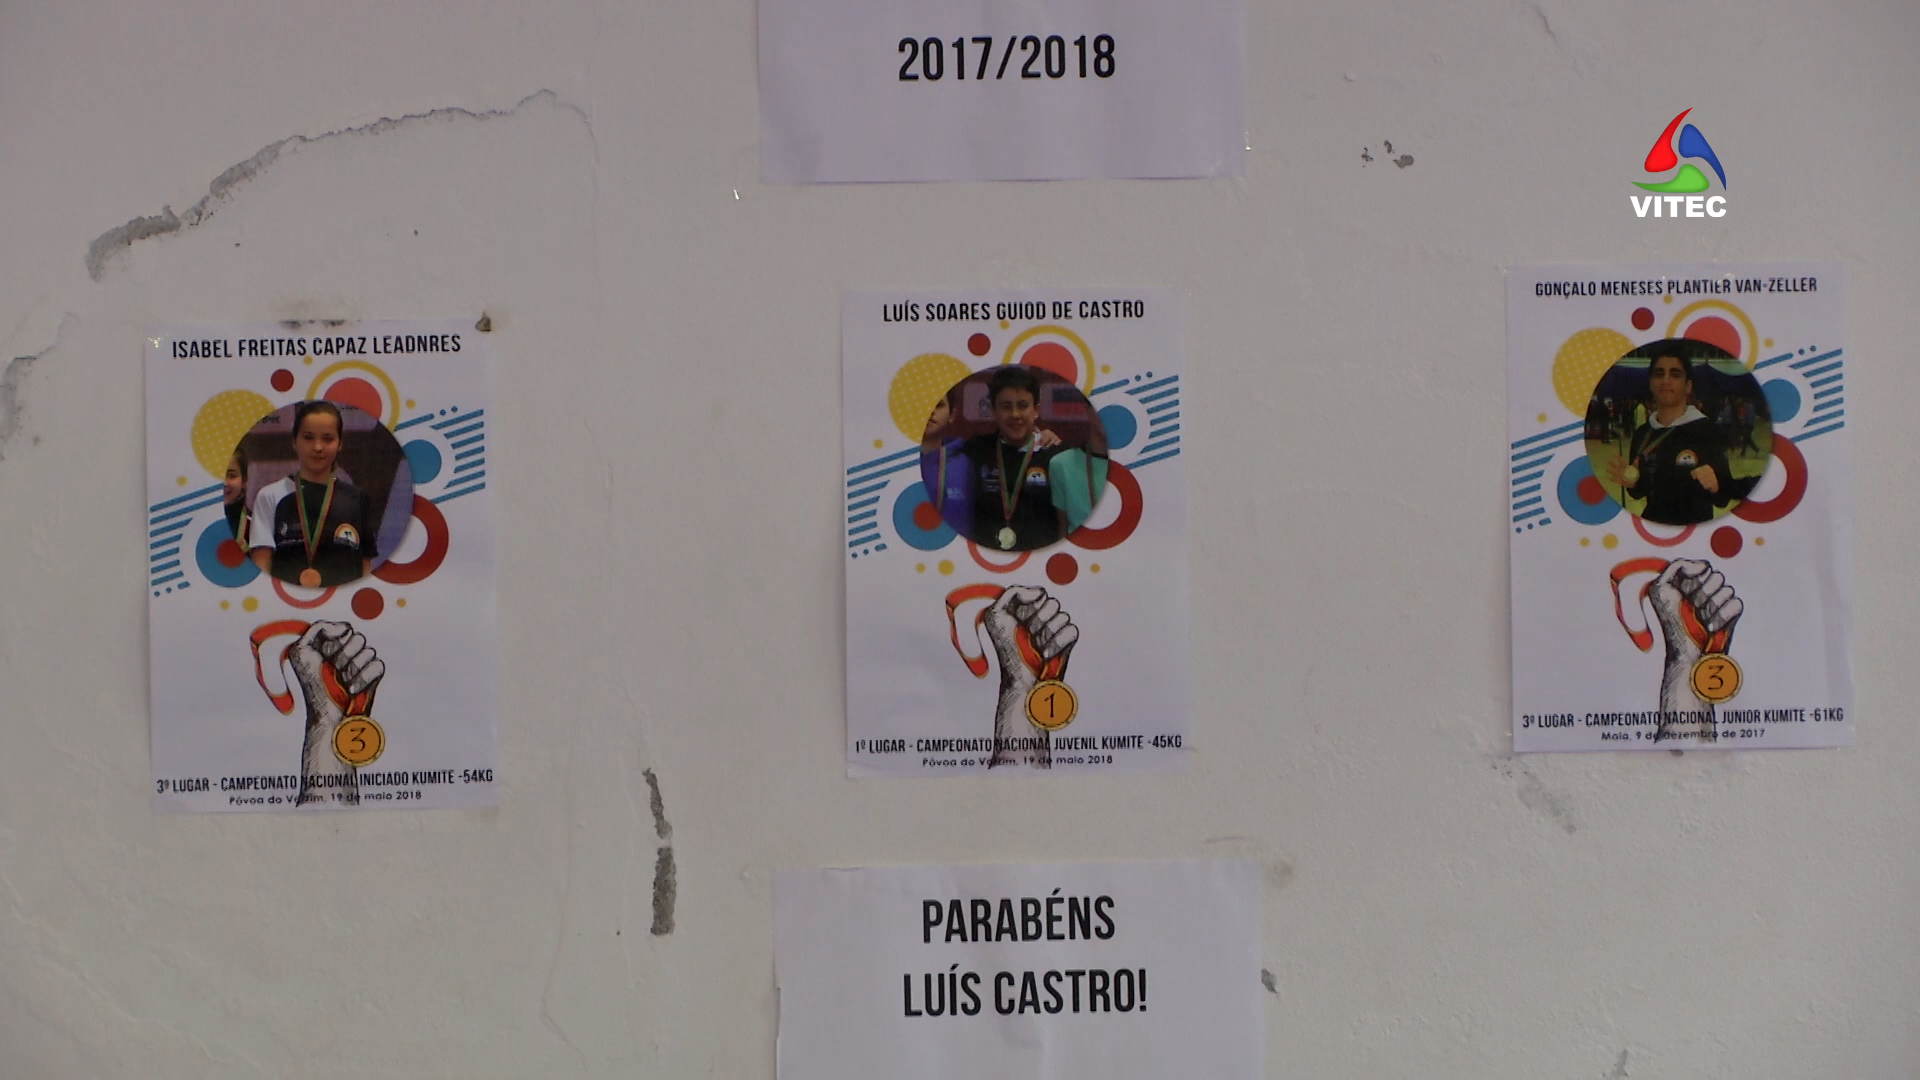 2017/2018
VITEC
ISABEL FREITAS CAPAZ LEADNRES
3
3º LUGAR - CAMPEONATO NACIONAL INICIADO KUMITE -54KG
Póvoa do Varzim, 19 de maio 2018
LUÍS SOARES GUIOD DE CASTRO
1
1º LUGAR - CAMPEONATO NACIONAL JUVENIL KUMITE -45KG
Póvoa do Varzim, 19 de maio 2018
GONÇALO MENESES PLANTIER VAN-ZELLER
3
3º LUGAR - CAMPEONATO NACIONAL JUNIOR KUMITE -61KG
Maia, 9 de dezembro de 2017
PARABÉNS
LUÍS CASTRO!